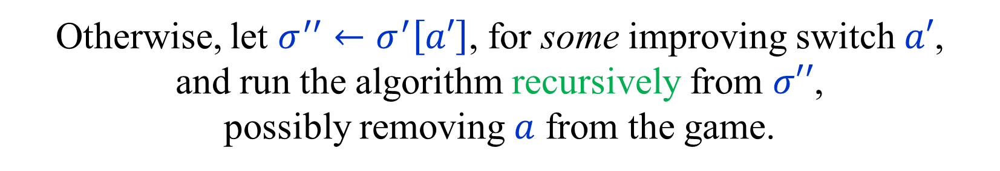 Otherwise, let σ′′ ← σ′[a′], for some improving switch a′,
and run the algorithm recursively from σ′′,
possibly removing a from the game.